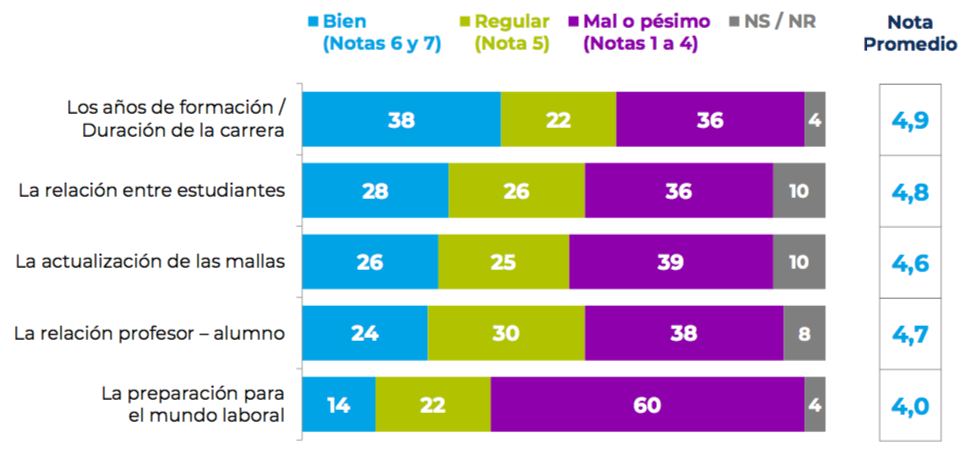 Bien
(Notas 6 y 7)
Regular
(Nota 5)
Mal o pésimo
(Notas 1 a 4)
NS / NR
Nota
Promedio
Los años de formación /
Duración de la carrera
38 22 36 4 4,9
La relación entre estudiantes 28 26 36 10 4,8
La actualización de las mallas 26 25 39 10 4,6
La relación profesor – alumno 24 30 38 8 4,7
La preparación para
el mundo laboral
14 22 60 4 4,0